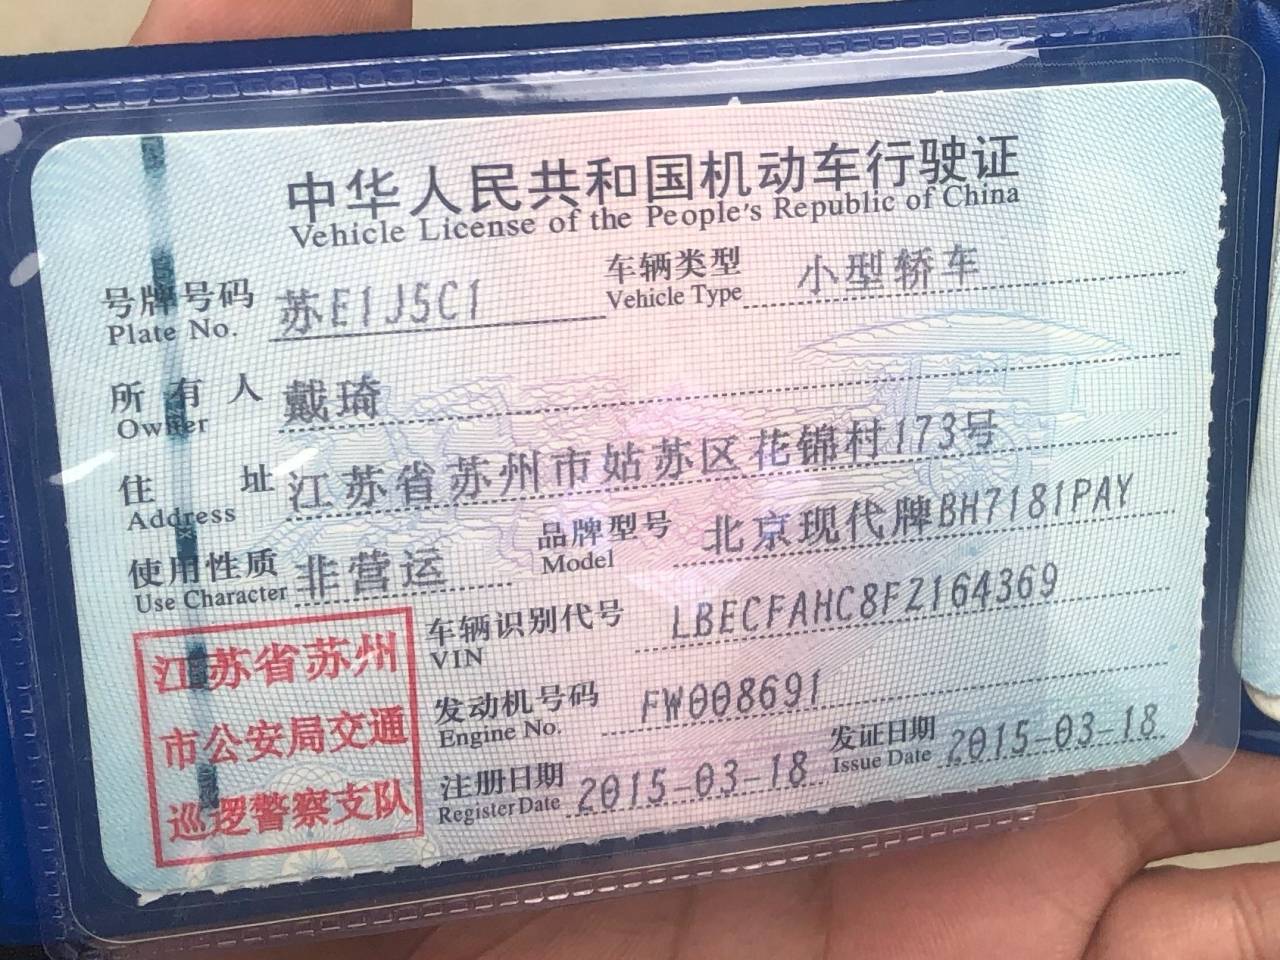 中华人民共和国机动车行驶证
Vehicle License of the People's Republic of China
号牌号码 苏E1J5C1 车辆类型 小型轿车
Plate No. Vehicle Type
所有人 戴琦
Owner
住址 江苏省苏州市姑苏区花锦村173号
Address
使用性质 非营运 品牌型号 北京现代牌BH7181PAY
Use Character Model
江苏省苏州
市公安局交通
巡逻警察支队
车辆识别代号 LBECFAHC8FZ164369
VIN
发动机号码 FW008691
Engine No.
注册日期 2015-03-18 发证日期 2015-03-18
Register Date Issue Date